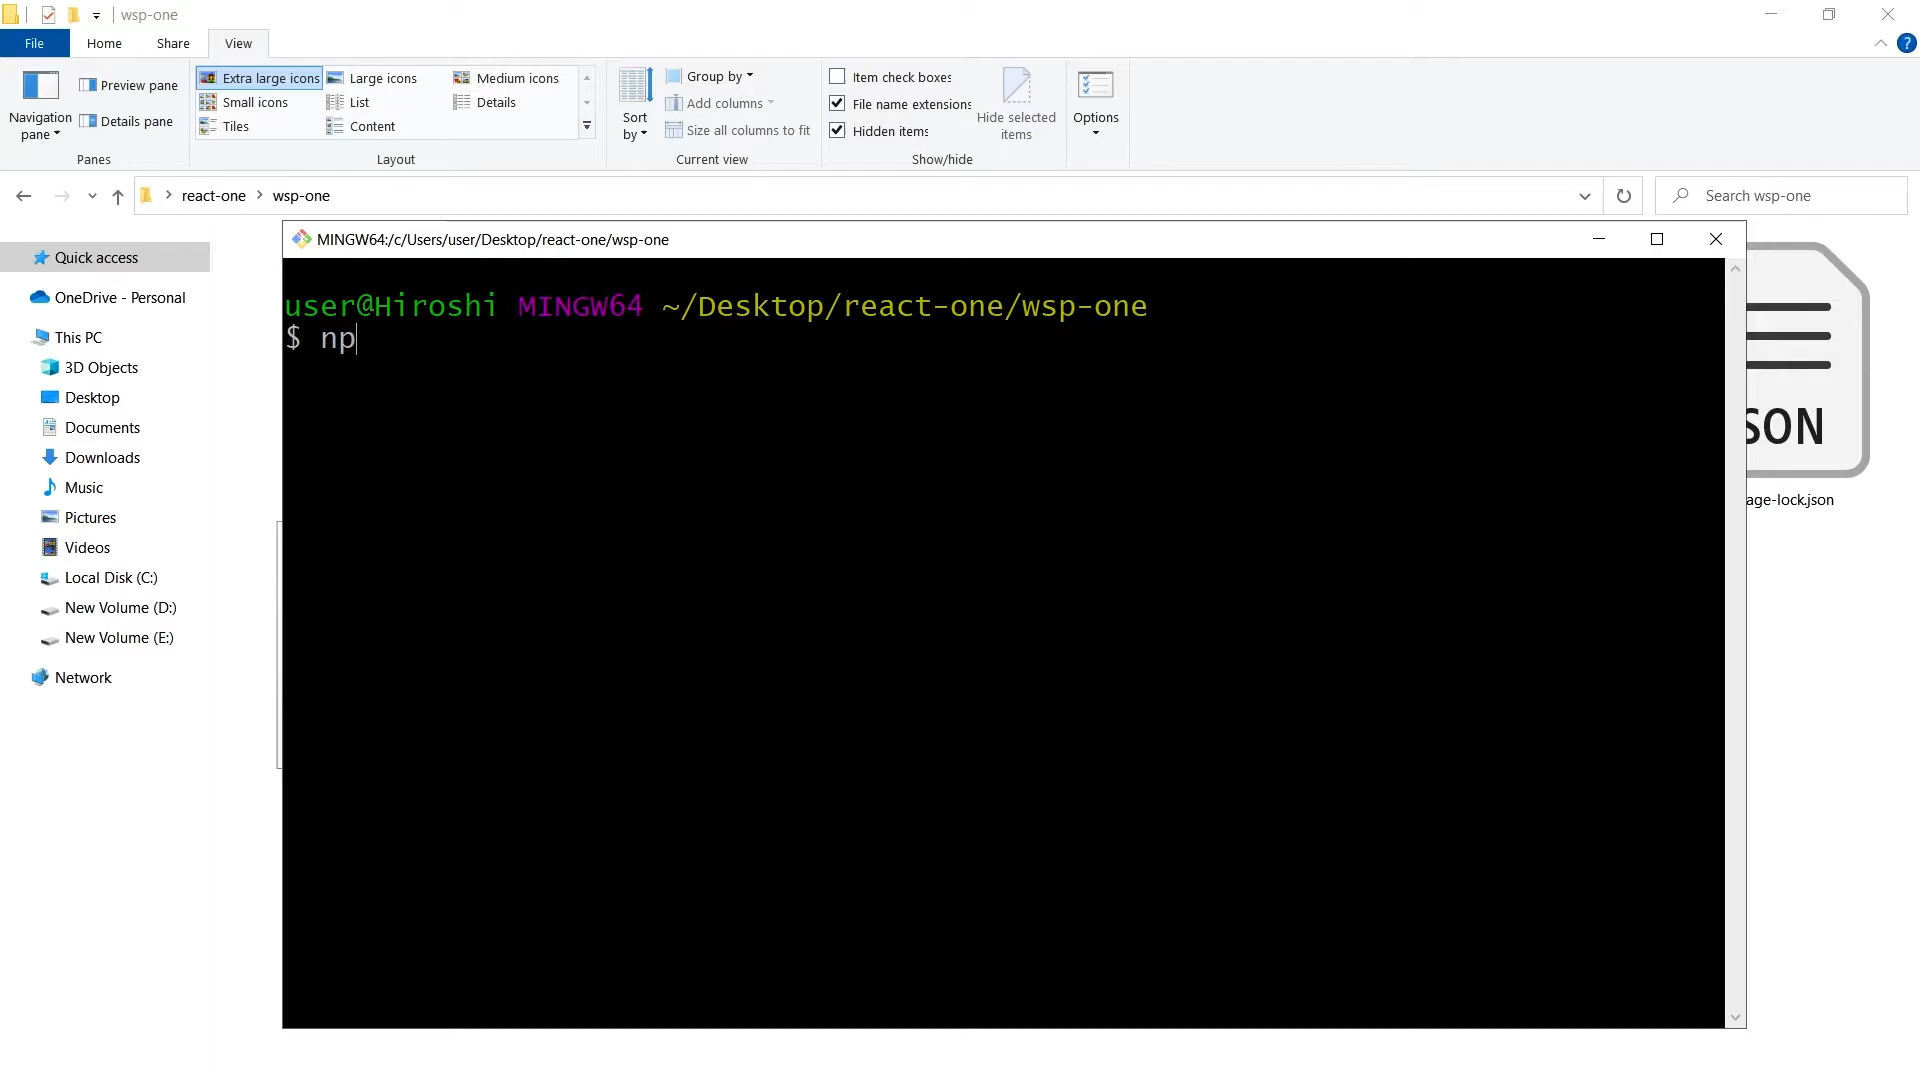 wsp-one
File
Home
Share
View
?
Navigation pane
Preview pane
Details pane
Panes
Extra large icons
Large icons
Medium icons
Small icons
List
Details
Tiles
Content
Layout
Sort by
Group by
Add columns
Size all columns to fit
Current view
Item check boxes
File name extensions
Hidden items
Hide selected items
Show/hide
Options
react-one
wsp-one
Search wsp-one
Quick access
OneDrive - Personal
This PC
3D Objects
Desktop
Documents
Downloads
Music
Pictures
Videos
Local Disk (C:)
New Volume (D:)
New Volume (E:)
Network
MINGW64:/c/Users/user/Desktop/react-one/wsp-one
user@Hiroshi MINGW64 ~/Desktop/react-one/wsp-one
$ np
SON
age-lock.json